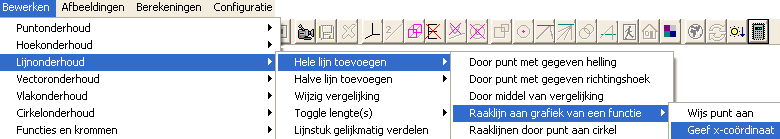 Bewerken Afbeeldingen Berekeningen Configuratie
Puntonderhoud
Hoekonderhoud
Lijnonderhoud
Vectoronderhoud
Vlakonderhoud
Cirkelonderhoud
Functies en krommen
Hele lijn toevoegen
Halve lijn toevoegen
Wijzig vergelijking
Toggle lengte(s)
Lijnstuk gelijkmatig verdelen
Door punt met gegeven helling
Door punt met gegeven richtingshoek
Door middel van vergelijking
Raaklijn aan grafiek van een functie
Raaklijnen door punt aan cirkel
Wijs punt aan
Geef x-coördinaat